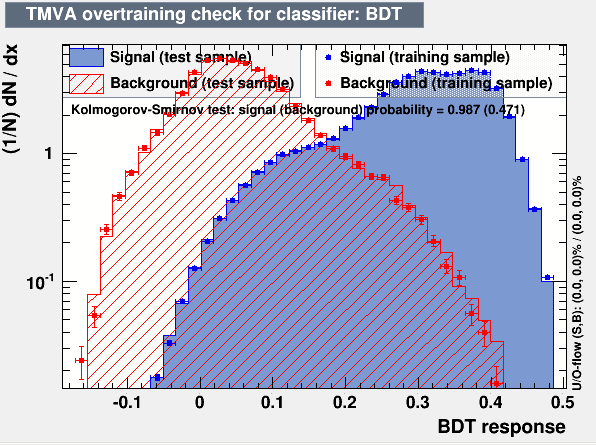 TMVA overtraining check for classifier: BDT
(1/N) dN / dx
Signal (test sample)
Signal (training sample)
Background (test sample)
Background (training sample)
Kolmogorov-Smirnov test: signal (background) probability = 0.987 (0.471)
1
10-1
-0.1 0 0.1 0.2 0.3 0.4 0.5
BDT response
U/O-flow (S,B): (0.0, 0.0)% / (0.0, 0.0)%